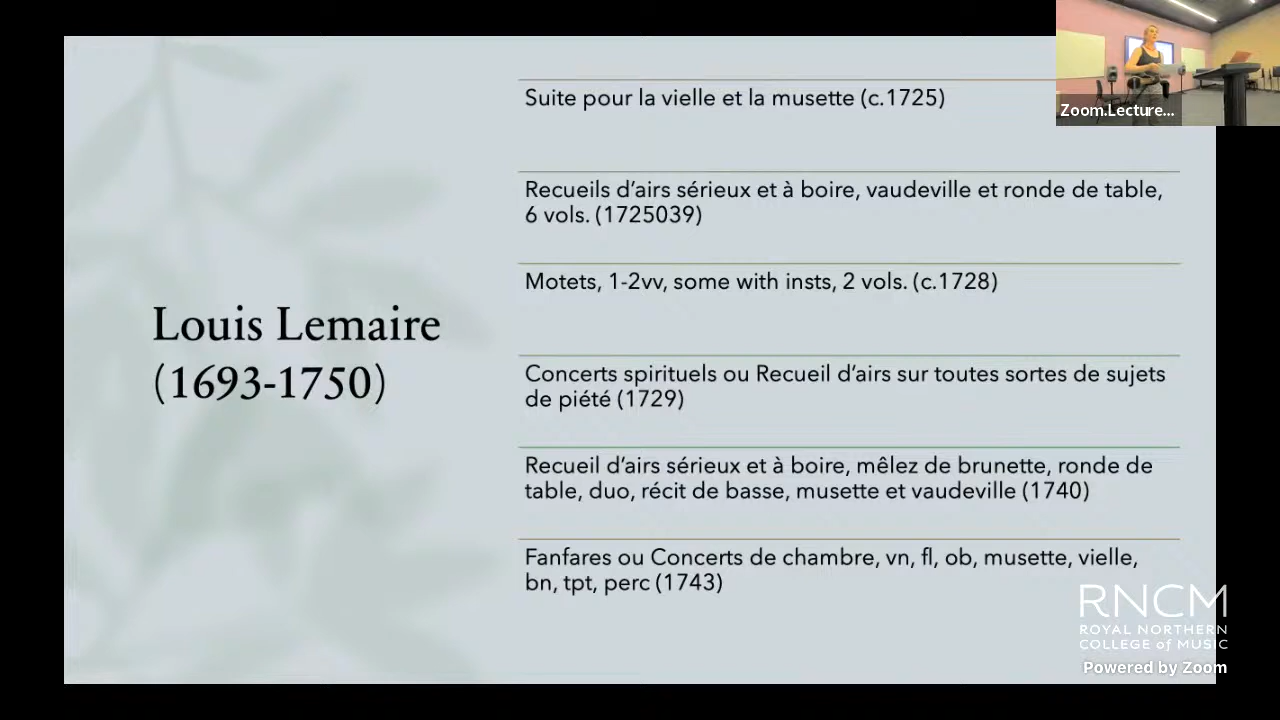 Louis Lemaire
(1693-1750)
Suite pour la vielle et la musette (c.1725)
Recueils d’airs sérieux et à boire, vaudeville et ronde de table,
6 vols. (1725039)
Motets, 1-2vv, some with insts, 2 vols. (c.1728)
Concerts spirituels ou Recueil d’airs sur toutes sortes de sujets
de piété (1729)
Recueil d’airs sérieux et à boire, mêlez de brunette, ronde de
table, duo, récit de basse, musette et vaudeville (1740)
Fanfares ou Concerts de chambre, vn, fl, ob, musette, vielle,
bn, tpt, perc (1743)
Zoom.Lecture...
RNCM
ROYAL NORTHERN
COLLEGE of MUSIC
Powered by Zoom